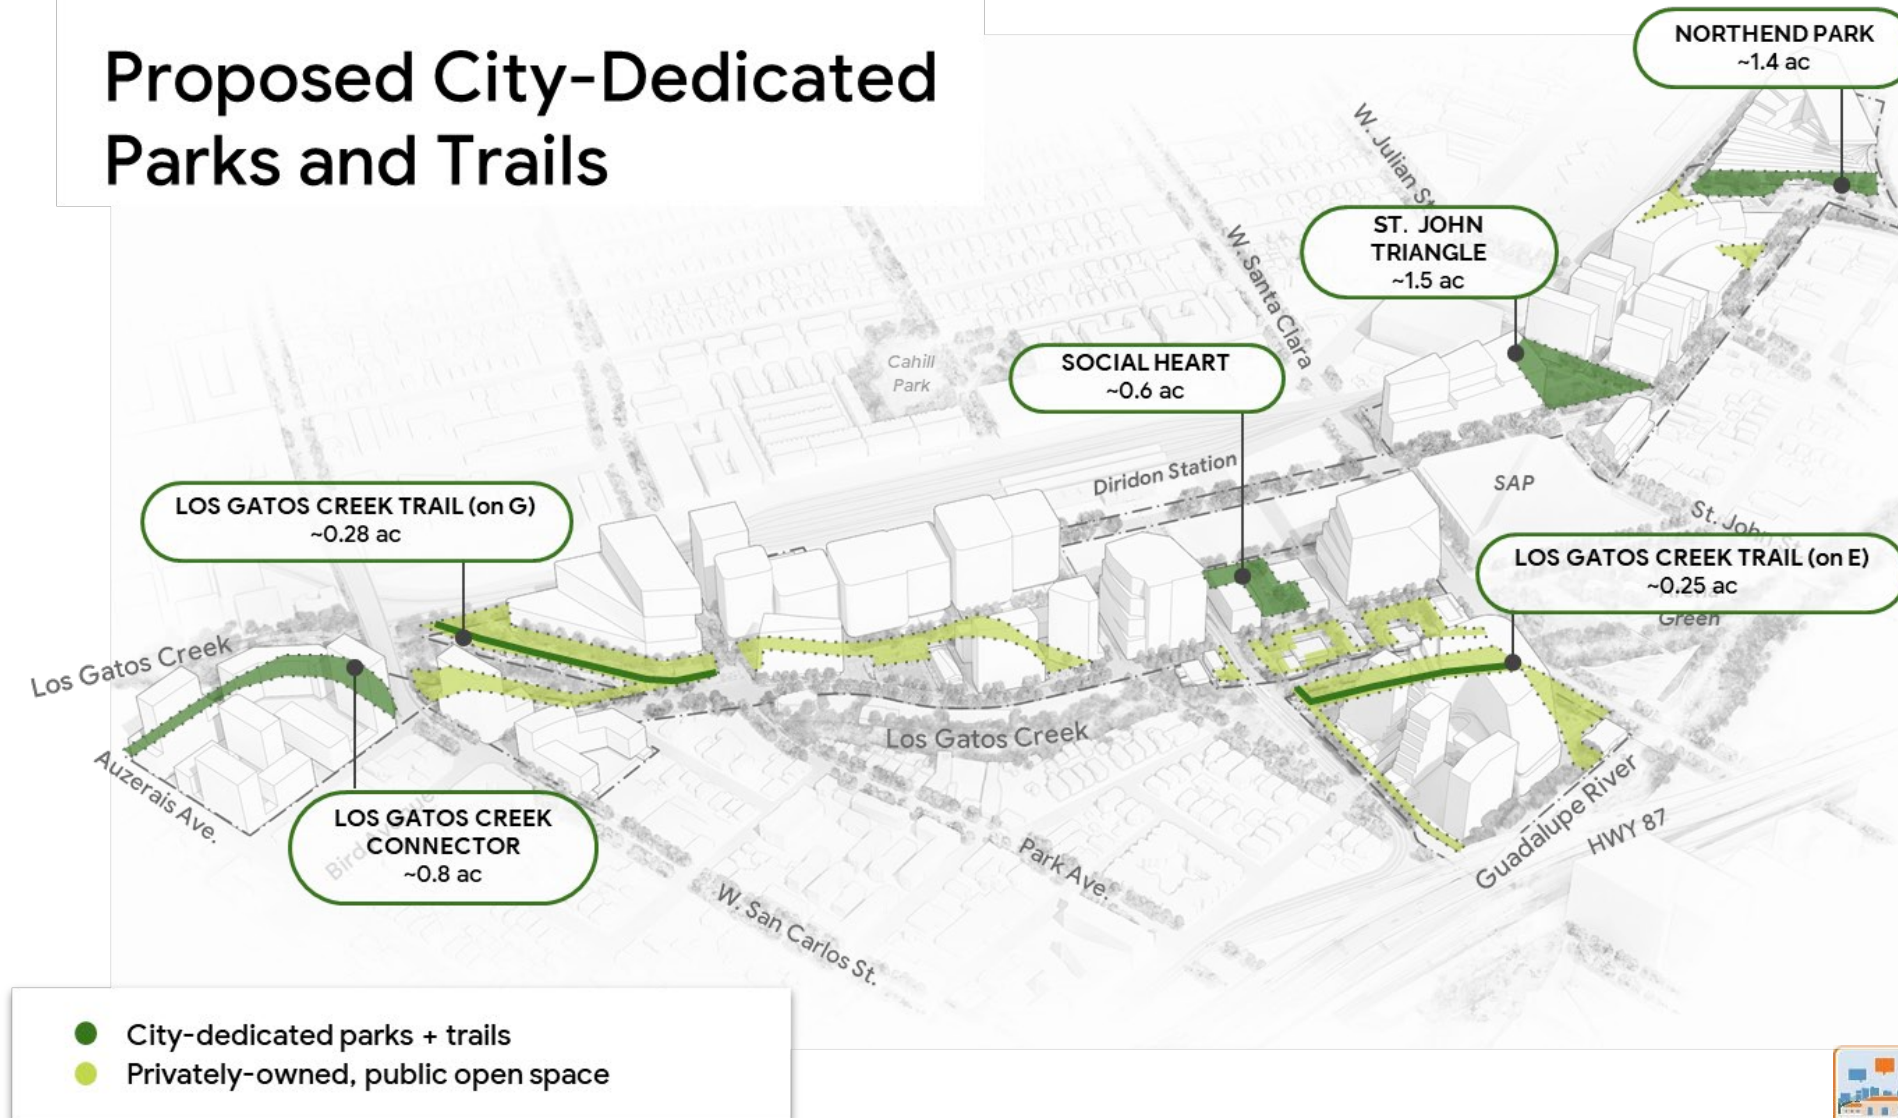 Proposed City-Dedicated
Parks and Trails
NORTHEND PARK
~1.4 ac
W. Julian St
ST. JOHN
TRIANGLE
~1.5 ac
W. Santa Clara
SOCIAL HEART
~0.6 ac
Cahill
Park
Diridon Station
SAP
St. John St.
LOS GATOS CREEK TRAIL (on G)
~0.28 ac
LOS GATOS CREEK TRAIL (on E)
~0.25 ac
Green
Los Gatos Creek
Los Gatos Creek
Auzerais Ave.
LOS GATOS CREEK
CONNECTOR
~0.8 ac
Park Ave.
W. San Carlos St.
Guadalupe River
HWY 87
City-dedicated parks + trails
Privately-owned, public open space